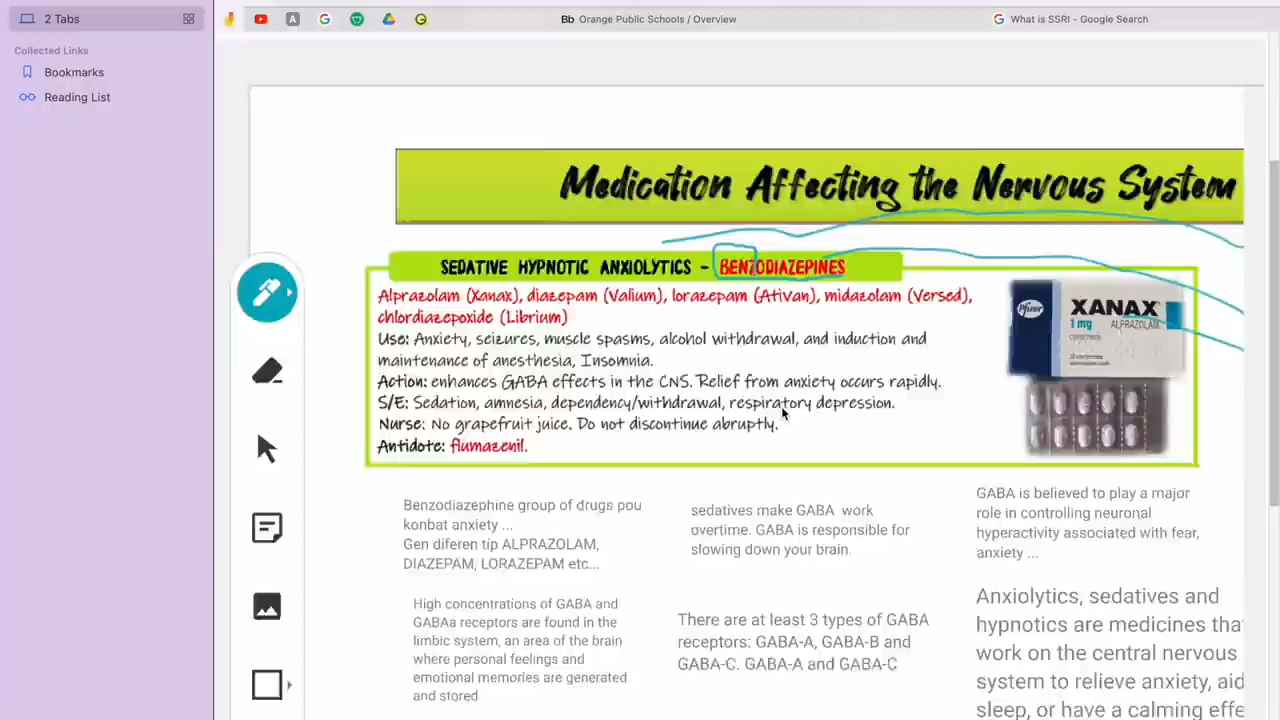 2 Tabs
Collected Links
Bookmarks
Reading List
A
G
Bb Orange Public Schools / Overview
What is SSRI - Google Search
Medication Affecting the Nervous System
SEDATIVE HYPNOTIC ANXIOLYTICS - BENZODIAZEPINES
Alprazolam (Xanax), diazepam (Valium), lorazepam (Ativan), midazolam (Versed),
chlordiazepoxide (Librium)
Use: Anxiety, seizures, muscle spasms, alcohol withdrawal, and induction and
maintenance of anesthesia, Insomnia.
Action: enhances GABA effects in the CNS. Relief from anxiety occurs rapidly.
S/E: Sedation, amnesia, dependency/withdrawal, respiratory depression.
Nurse: No grapefruit juice. Do not discontinue abruptly.
Antidote: flumazenil.
Pfizer
XANAX
1 mg ALPRAZOLAM
Benzodiazephine group of drugs pou
konbat anxiety ...
Gen diferen tip ALPRAZOLAM,
DIAZEPAM, LORAZEPAM etc...
sedatives make GABA work
overtime. GABA is responsible for
slowing down your brain.
GABA is believed to play a major
role in controlling neuronal
hyperactivity associated with fear,
anxiety ...
High concentrations of GABA and
GABAa receptors are found in the
limbic system, an area of the brain
where personal feelings and
emotional memories are generated
and stored
There are at least 3 types of GABA
receptors: GABA-A, GABA-B and
GABA-C. GABA-A and GABA-C
Anxiolytics, sedatives and
hypnotics are medicines tha
work on the central nervous
system to relieve anxiety, aid
sleep, or have a calming effe